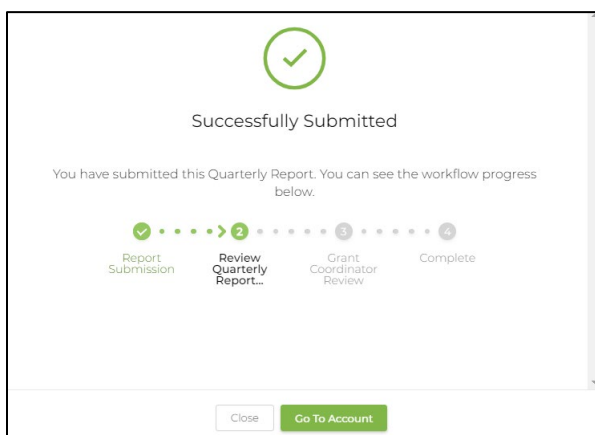 Successfully Submitted
You have submitted this Quarterly Report. You can see the workflow progress
below.
2 3 4
Report Review Grant Complete
Submission Quarterly Coordinator
Report... Review
Close Go To Account